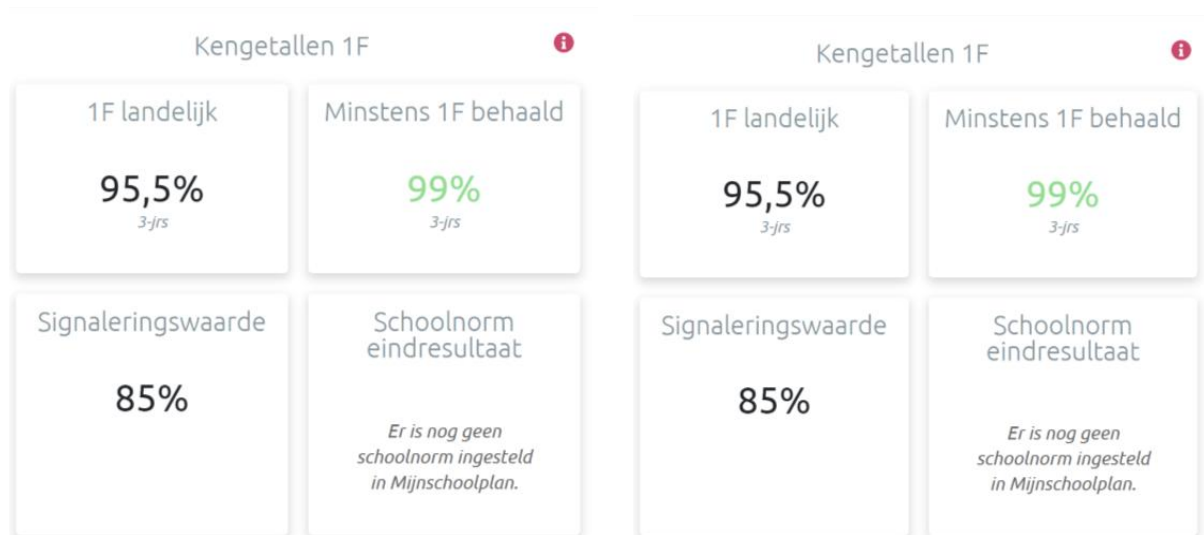 Kengetallen 1F
1F landelijk
95,5%
3-jrs
Minstens 1F behaald
99%
3-jrs
Signaleringswaarde
85%
Schoolnorm
eindresultaat
Er is nog geen
schoolnorm ingesteld
in Mijnschoolplan.
Kengetallen 1F
1F landelijk
95,5%
3-jrs
Minstens 1F behaald
99%
3-jrs
Signaleringswaarde
85%
Schoolnorm
eindresultaat
Er is nog geen
schoolnorm ingesteld
in Mijnschoolplan.